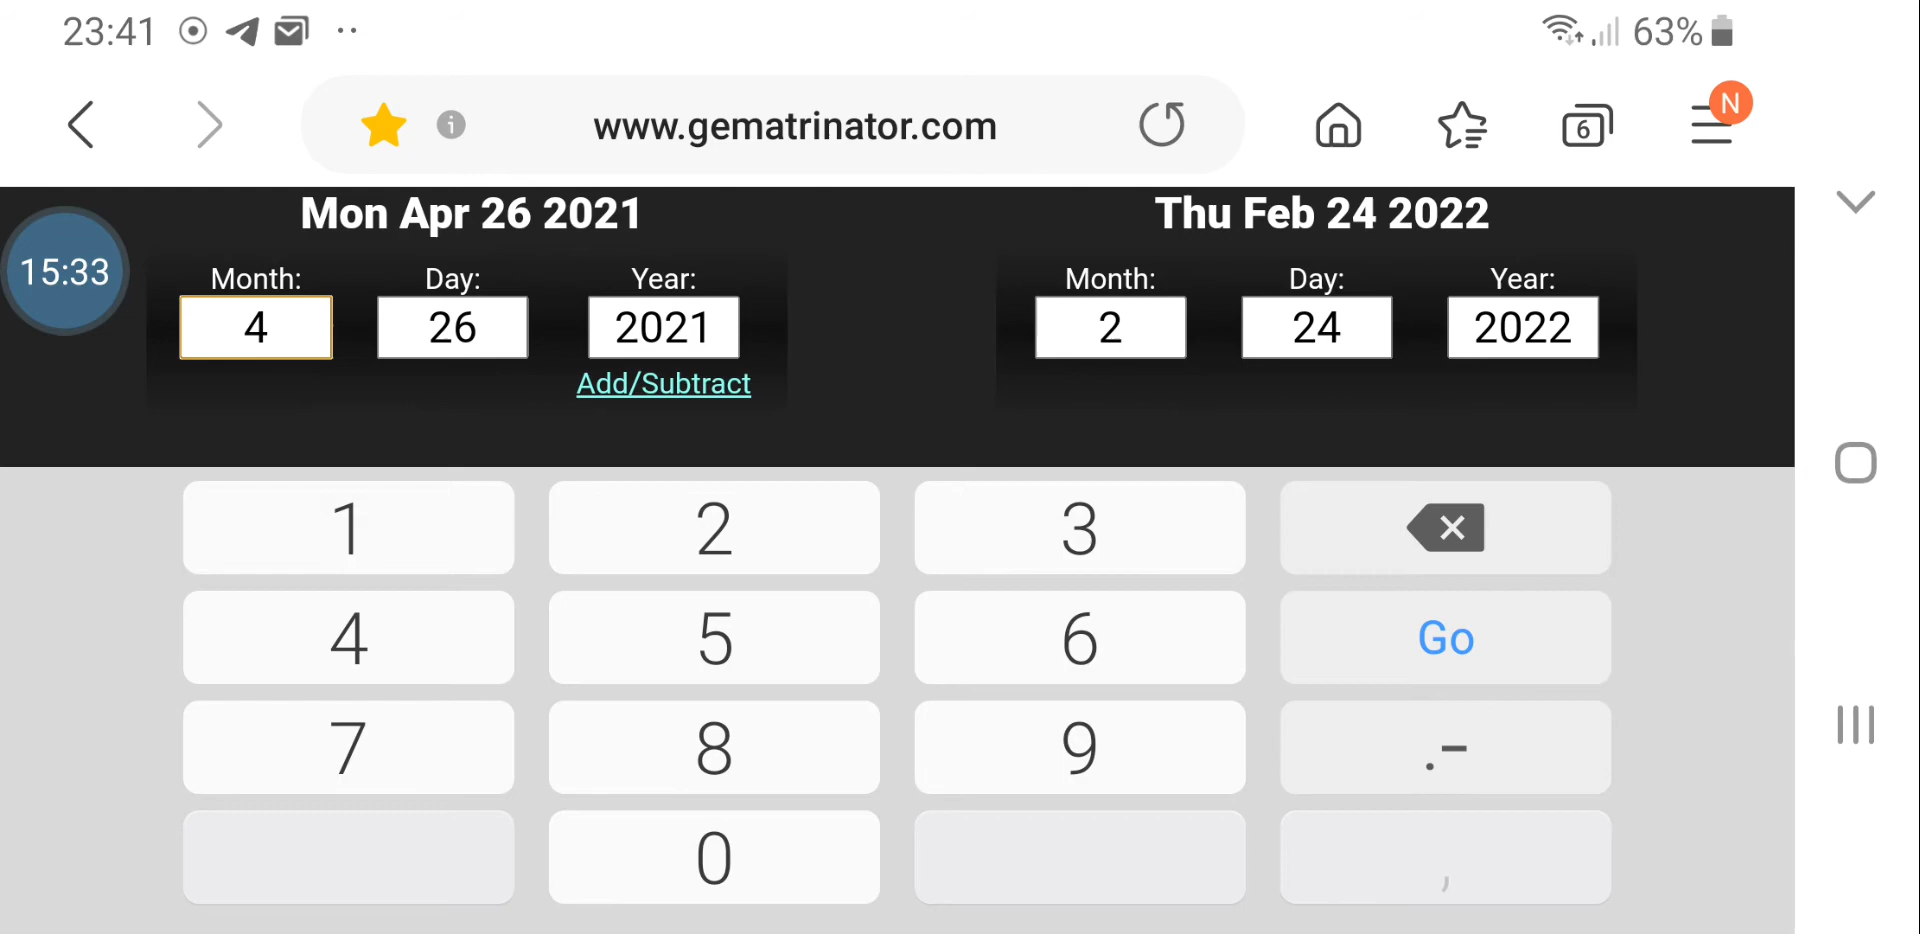 23:41
63%
www.gematrinator.com
6
N
15:33
Mon Apr 26 2021
Thu Feb 24 2022
Month:
Day:
Year:
Month:
Day:
Year:
4
26
2021
2
24
2022
Add/Subtract
1
2
3
4
5
6
Go
7
8
9
.-
0
,